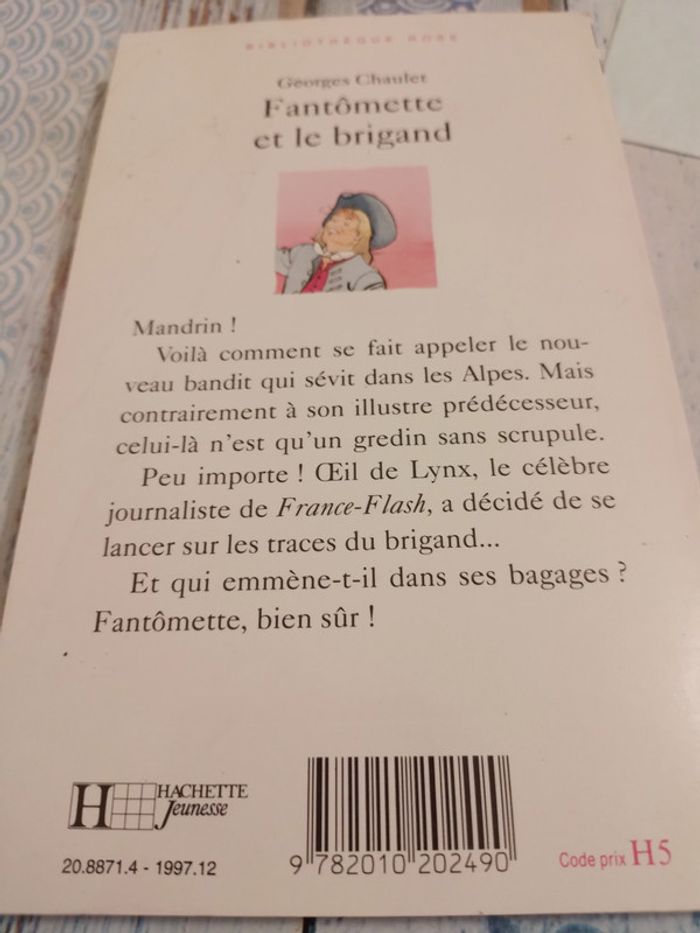 BIBLIOTHÈQUE ROSE
Georges Chaulet
Fantômette
et le brigand
Mandrin !
Voilà comment se fait appeler le nou-
veau bandit qui sévit dans les Alpes. Mais
contrairement à son illustre prédécesseur,
celui-là n'est qu'un gredin sans scrupule.
Peu importe ! Œil de Lynx, le célèbre
journaliste de France-Flash, a décidé de se
lancer sur les traces du brigand...
Et qui emmène-t-il dans ses bagages ?
Fantômette, bien sûr !
H HACHETTE
Jeunesse
20.8871.4 - 1997.12
9 782010 202490
Code prix H5